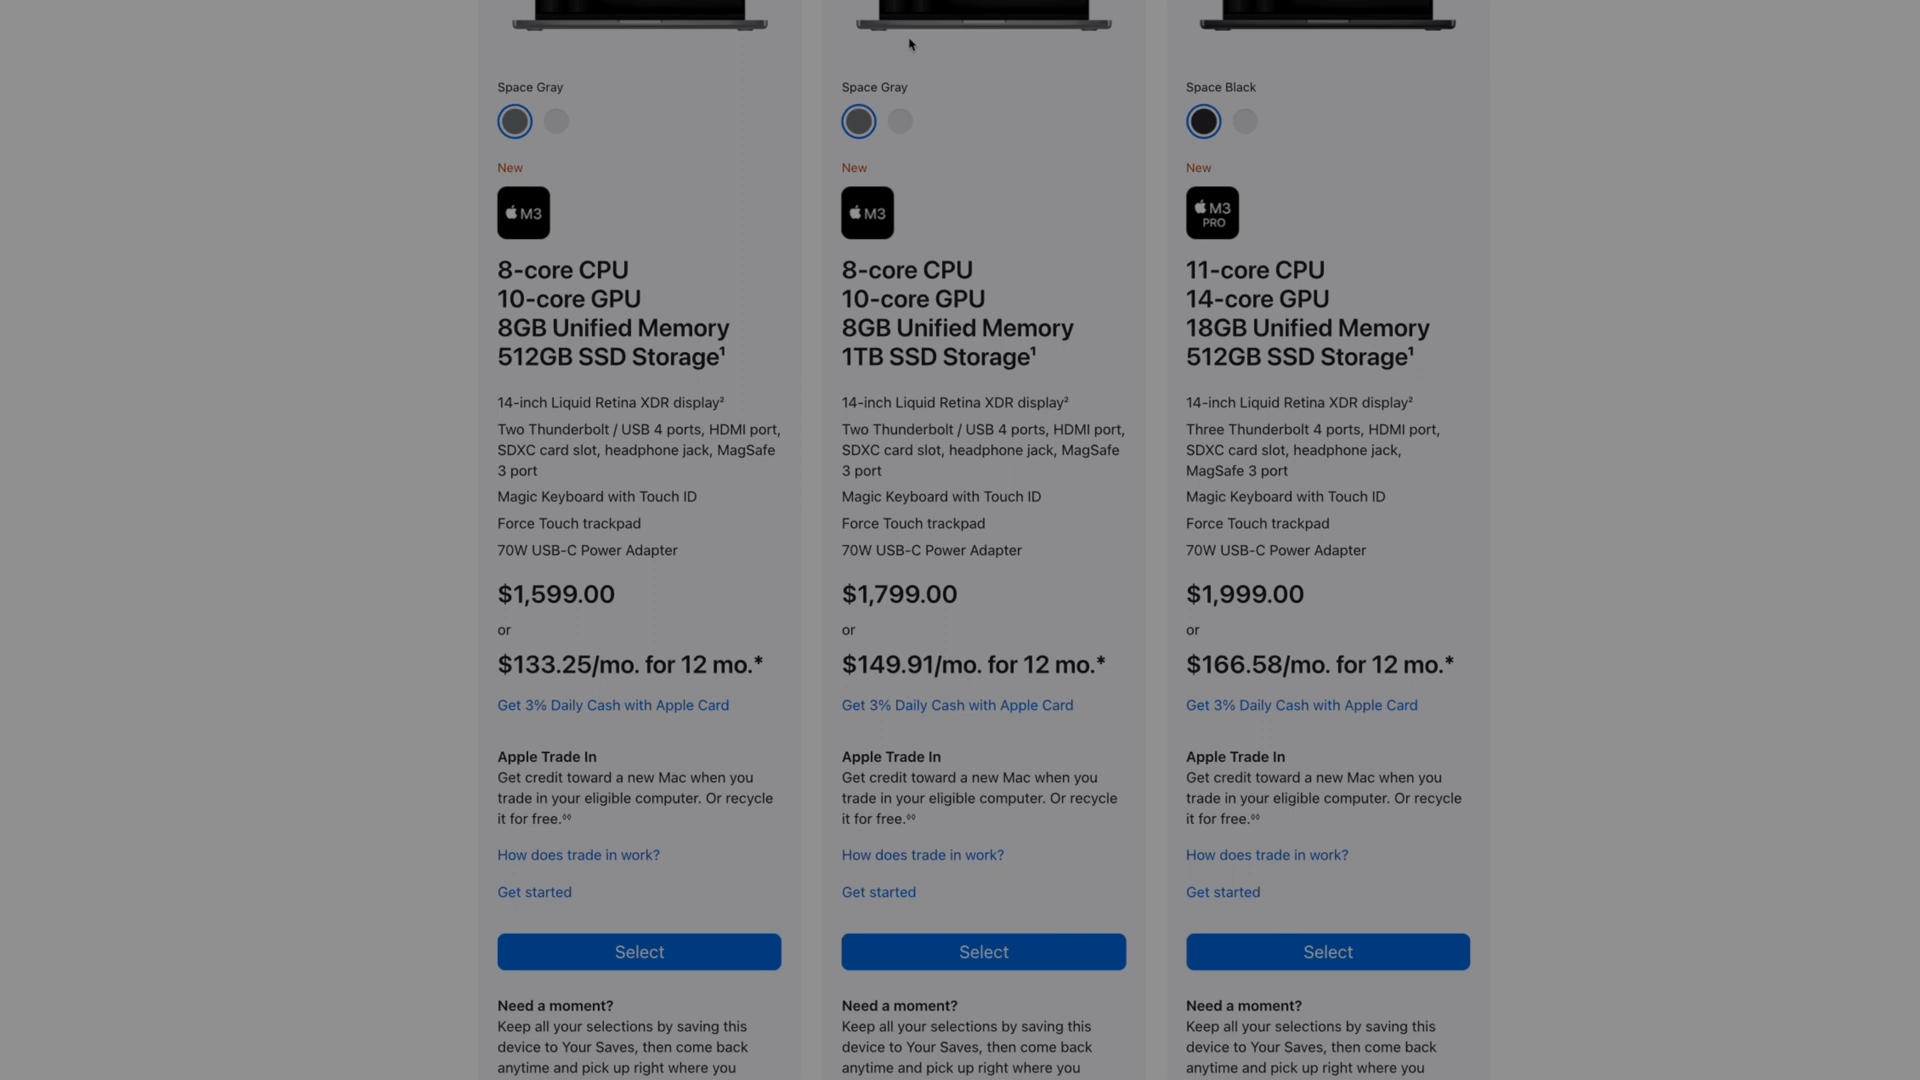 Space Gray
New
M3
8-core CPU
10-core GPU
8GB Unified Memory
512GB SSD Storage¹
14-inch Liquid Retina XDR display²
Two Thunderbolt / USB 4 ports, HDMI port,
SDXC card slot, headphone jack, MagSafe
3 port
Magic Keyboard with Touch ID
Force Touch trackpad
70W USB-C Power Adapter
$1,599.00
or
$133.25/mo. for 12 mo.*
Get 3% Daily Cash with Apple Card
Apple Trade In
Get credit toward a new Mac when you
trade in your eligible computer. Or recycle
it for free.◊◊
How does trade in work?
Get started
Select
Need a moment?
Keep all your selections by saving this
device to Your Saves, then come back
anytime and pick up right where you
Space Gray
New
M3
8-core CPU
10-core GPU
8GB Unified Memory
1TB SSD Storage¹
14-inch Liquid Retina XDR display²
Two Thunderbolt / USB 4 ports, HDMI port,
SDXC card slot, headphone jack, MagSafe
3 port
Magic Keyboard with Touch ID
Force Touch trackpad
70W USB-C Power Adapter
$1,799.00
or
$149.91/mo. for 12 mo.*
Get 3% Daily Cash with Apple Card
Apple Trade In
Get credit toward a new Mac when you
trade in your eligible computer. Or recycle
it for free.◊◊
How does trade in work?
Get started
Select
Need a moment?
Keep all your selections by saving this
device to Your Saves, then come back
anytime and pick up right where you
Space Black
New
M3
PRO
11-core CPU
14-core GPU
18GB Unified Memory
512GB SSD Storage¹
14-inch Liquid Retina XDR display²
Three Thunderbolt 4 ports, HDMI port,
SDXC card slot, headphone jack,
MagSafe 3 port
Magic Keyboard with Touch ID
Force Touch trackpad
70W USB-C Power Adapter
$1,999.00
or
$166.58/mo. for 12 mo.*
Get 3% Daily Cash with Apple Card
Apple Trade In
Get credit toward a new Mac when you
trade in your eligible computer. Or recycle
it for free.◊◊
How does trade in work?
Get started
Select
Need a moment?
Keep all your selections by saving this
device to Your Saves, then come back
anytime and pick up right where you